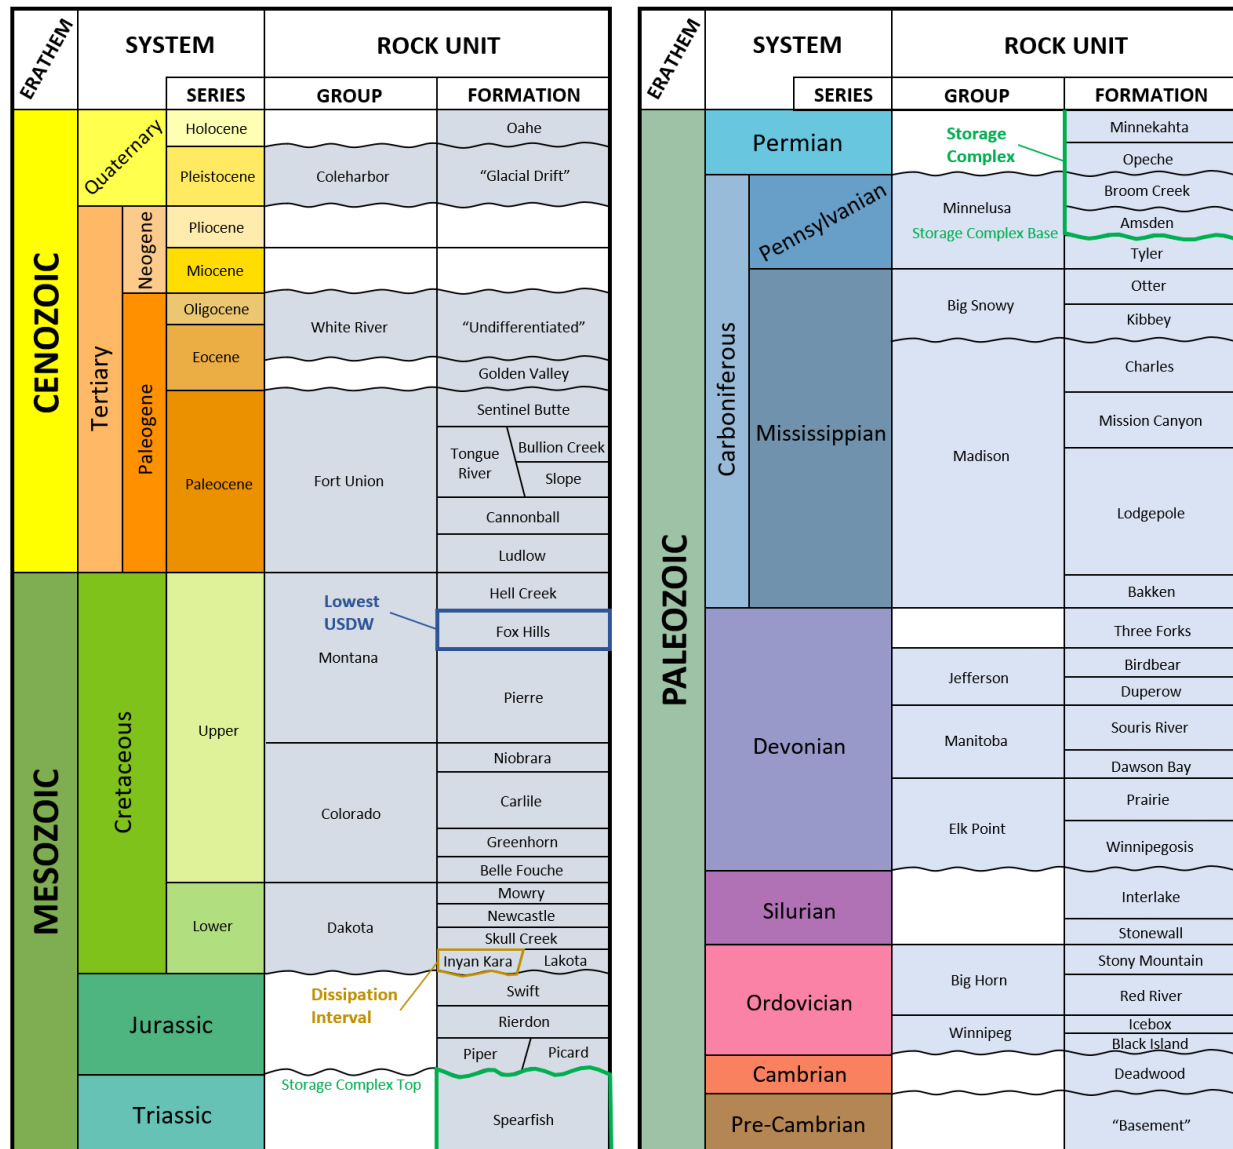 ERATHEM
SYSTEM
ROCK UNIT
SERIES
GROUP
FORMATION
CENOZOIC
Quaternary
Holocene
Oahe
Pleistocene
Coleharbor
“Glacial Drift”
Tertiary
Neogene
Pliocene
Miocene
Paleogene
Oligocene
White River
“Undifferentiated”
Eocene
Golden Valley
Paleocene
Fort Union
Sentinel Butte
Tongue
River
Bullion Creek
Slope
Cannonball
Ludlow
MESOZOIC
Cretaceous
Upper
Montana
Hell Creek
Lowest
USDW
Fox Hills
Pierre
Colorado
Niobrara
Carlile
Greenhorn
Belle Fouche
Lower
Dakota
Mowry
Newcastle
Skull Creek
Inyan Kara
Lakota
Dissipation
Interval
Jurassic
Swift
Rierdon
Piper
Picard
Storage Complex Top
Triassic
Spearfish
ERATHEM
SYSTEM
ROCK UNIT
SERIES
GROUP
FORMATION
PALEOZOIC
Permian
Storage
Complex
Minnekahta
Opeche
Carboniferous
Pennsylvanian
Minnelusa
Storage Complex Base
Broom Creek
Amsden
Tyler
Mississippian
Big Snowy
Otter
Kibbey
Madison
Charles
Mission Canyon
Lodgepole
Bakken
Devonian
Three Forks
Jefferson
Birdbear
Duperow
Manitoba
Souris River
Dawson Bay
Elk Point
Prairie
Winnipegosis
Silurian
Interlake
Stonewall
Ordovician
Big Horn
Stony Mountain
Red River
Winnipeg
Icebox
Black Island
Cambrian
Deadwood
Pre-Cambrian
“Basement”